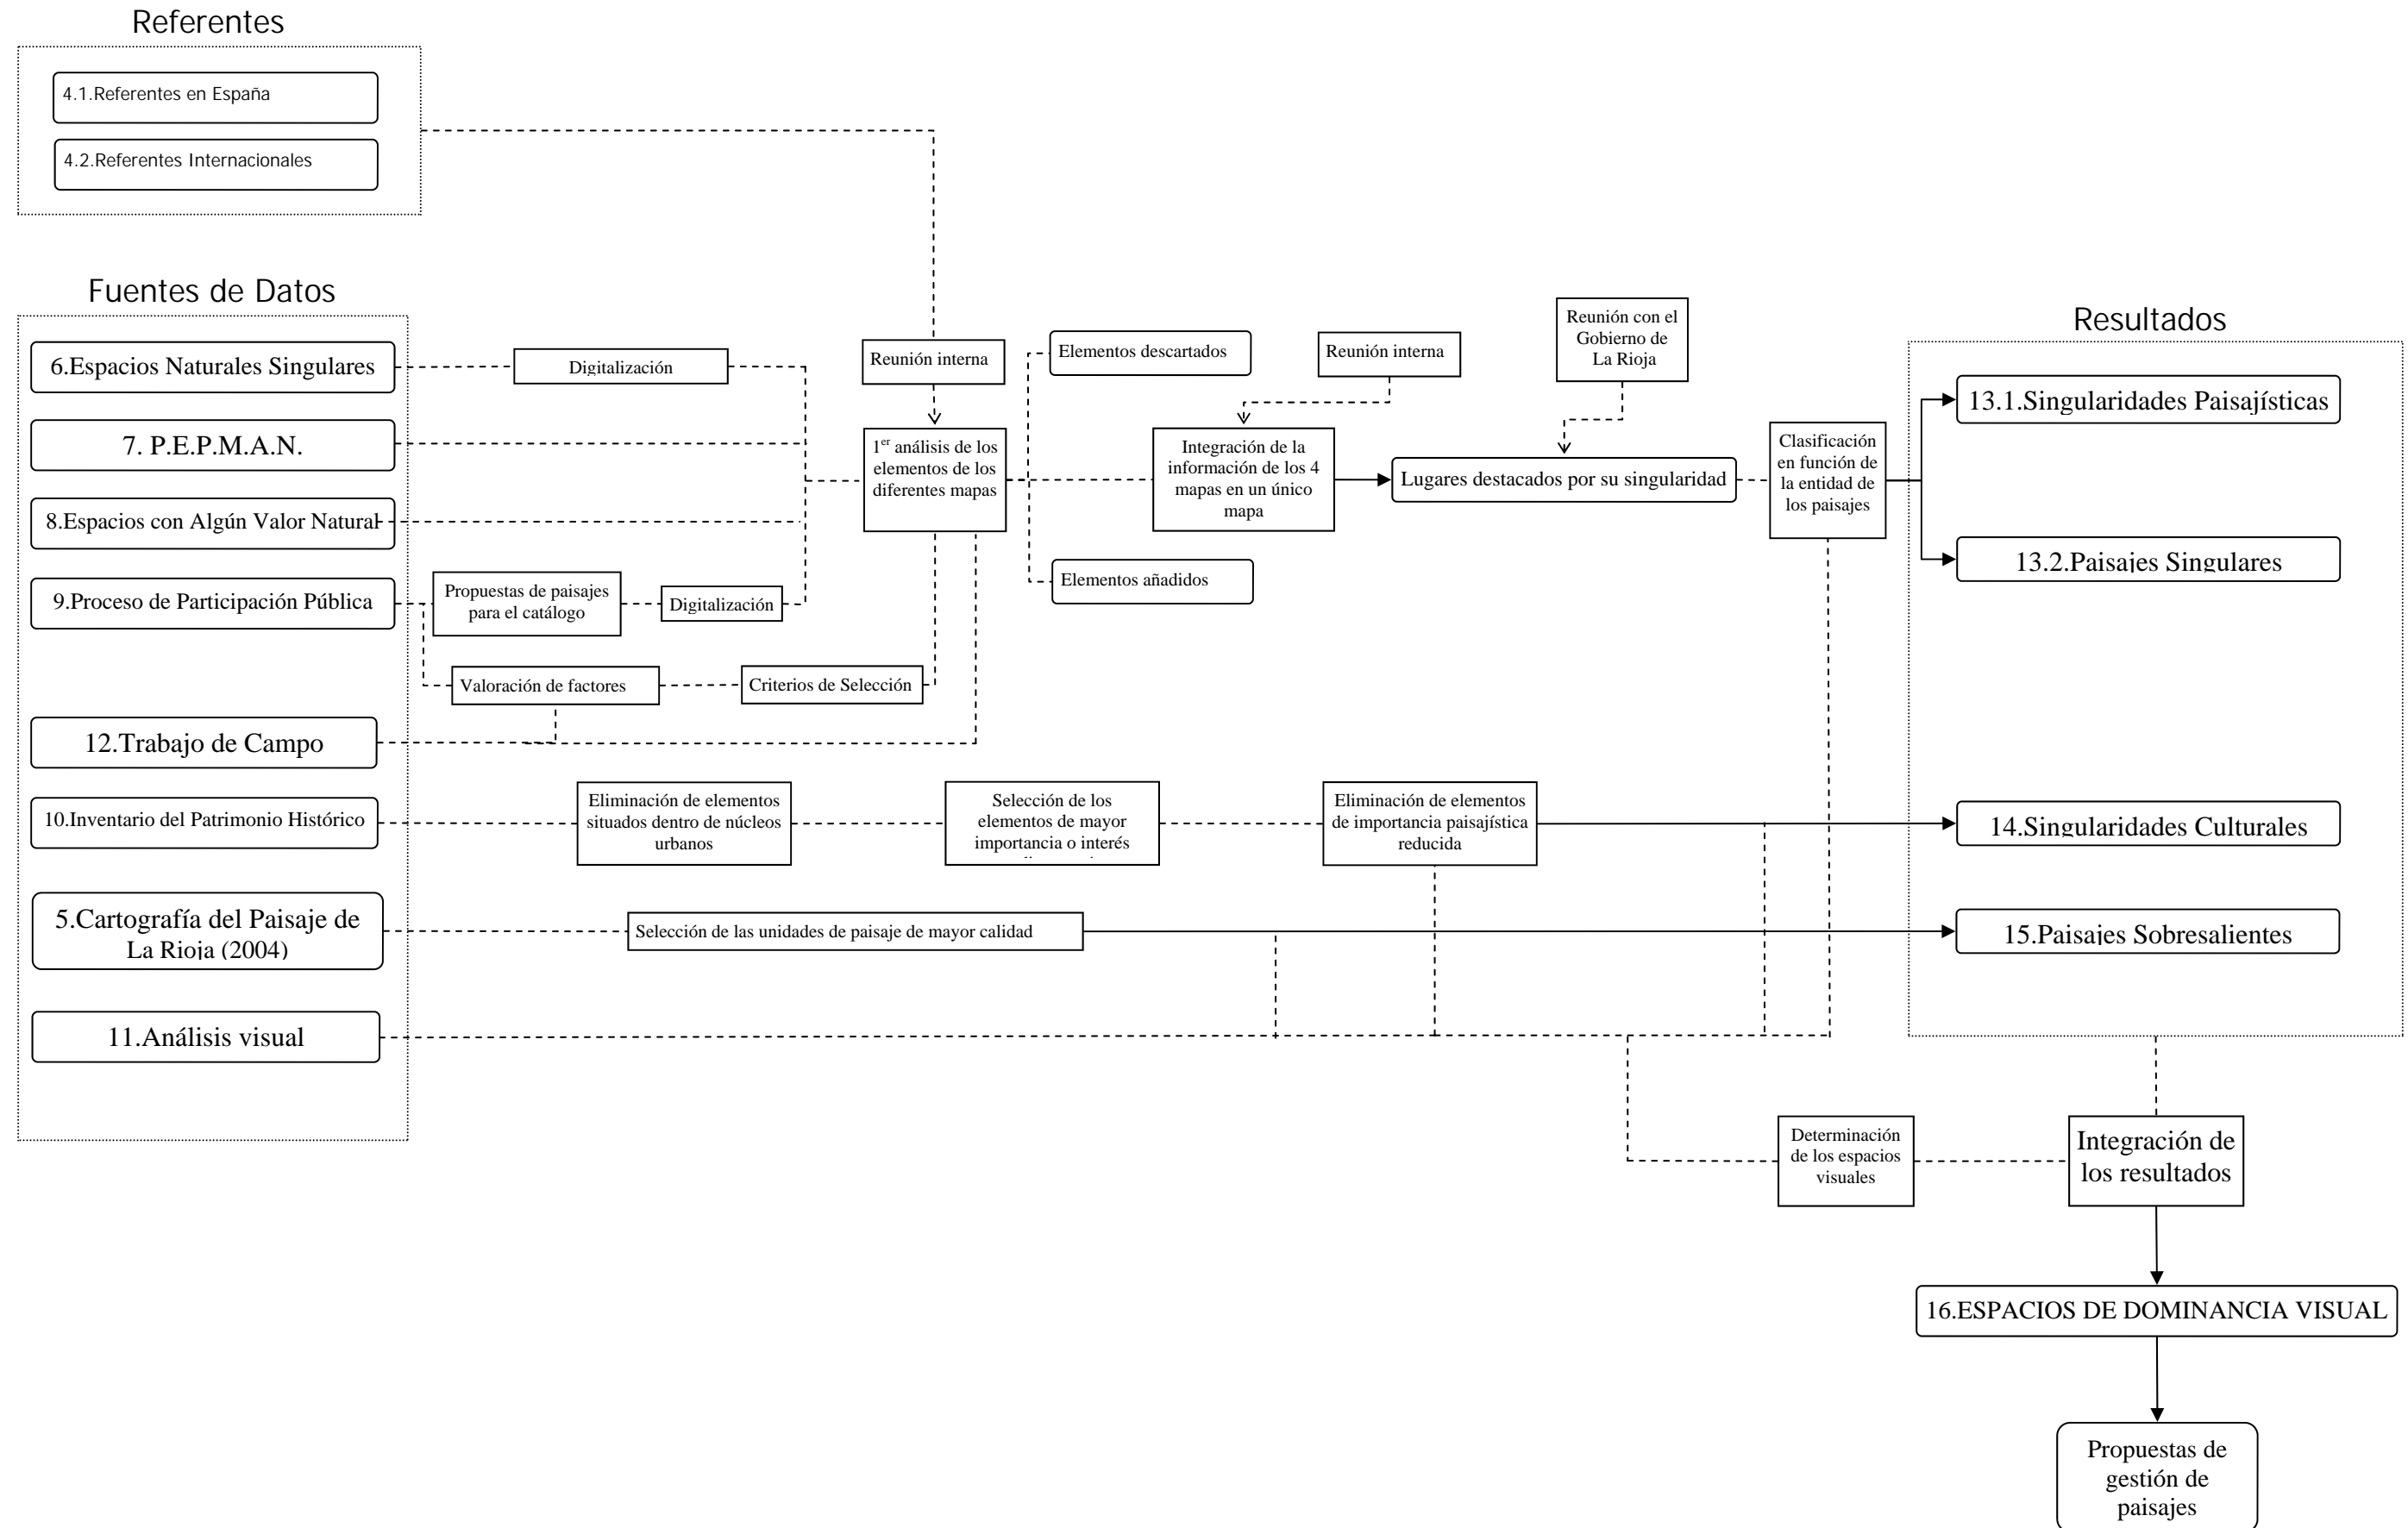 Referentes
4.1.Referentes en España
4.2.Referentes Internacionales
Fuentes de Datos
6.Espacios Naturales Singulares
7. P.E.P.M.A.N.
8.Espacios con Algún Valor Natural
9.Proceso de Participación Pública
12.Trabajo de Campo
10.Inventario del Patrimonio Histórico
5.Cartografía del Paisaje de
La Rioja (2004)
11.Análisis visual
Digitalización
Propuestas de paisajes
para el catálogo
Digitalización
Valoración de factores
Criterios de Selección
Reunión interna
1er análisis de los
elementos de los
diferentes mapas
Elementos descartados
Elementos añadidos
Reunión interna
Integración de la
información de los 4
mapas en un único
mapa
Reunión con el
Gobierno de
La Rioja
Lugares destacados por su singularidad
Clasificación
en función de
la entidad de
los paisajes
Eliminación de elementos
situados dentro de núcleos
urbanos
Selección de los
elementos de mayor
importancia o interés
Eliminación de elementos
de importancia paisajística
reducida
Selección de las unidades de paisaje de mayor calidad
Resultados
13.1.Singularidades Paisajísticas
13.2.Paisajes Singulares
14.Singularidades Culturales
15.Paisajes Sobresalientes
Determinación
de los espacios
visuales
Integración de
los resultados
16.ESPACIOS DE DOMINANCIA VISUAL
Propuestas de
gestión de
paisajes